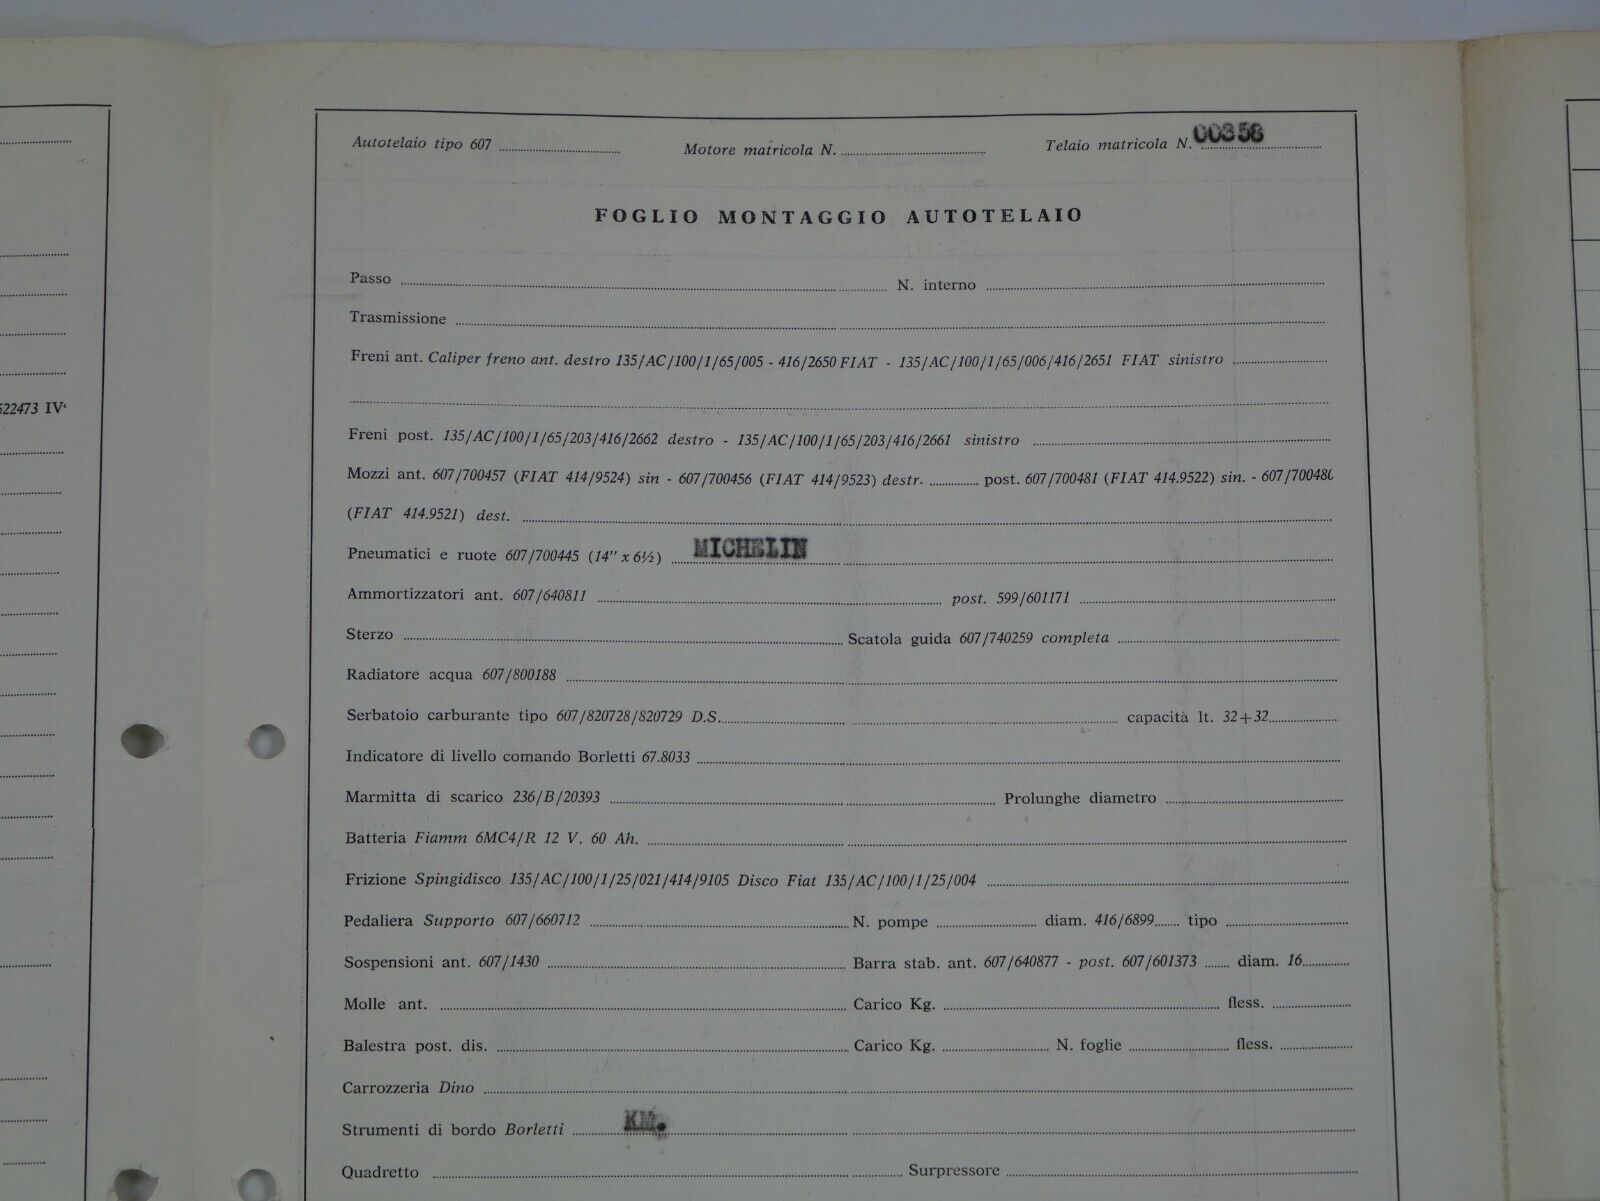 Autotelaio tipo 607 Motore matricola N. Telaio matricola N. 00356
FOGLIO MONTAGGIO AUTOTELAIO
Passo N. interno
Trasmissione
Freni ant. Caliper freno ant. destro 135/AC/100/1/65/005 - 416/2650 FIAT - 135/AC/100/1/65/006/416/2651 FIAT sinistro
522473 IVª
Freni post. 135/AC/100/1/65/203/416/2662 destro - 135/AC/100/1/65/203/416/2661 sinistro
Mozzi ant. 607/700457 (FIAT 414/9524) sin - 607/700456 (FIAT 414/9523) destr. post. 607/700481 (FIAT 414.9522) sin. - 607/700480
(FIAT 414.9521) dest.
Pneumatici e ruote 607/700445 (14" x 6½) MICHELIN
Ammortizzatori ant. 607/640811 post. 599/601171
Sterzo Scatola guida 607/740259 completa
Radiatore acqua 607/800188
Serbatoio carburante tipo 607/820728/820729 D.S. capacità lt. 32+32
Indicatore di livello comando Borletti 67.8033
Marmitta di scarico 236/B/20393 Prolunghe diametro
Batteria Fiamm 6MC4/R 12 V. 60 Ah.
Frizione Spingidisco 135/AC/100/1/25/021/414/9105 Disco Fiat 135/AC/100/1/25/004
Pedaliera Supporto 607/660712 N. pompe diam. 416/6899 tipo
Sospensioni ant. 607/1430 Barra stab. ant. 607/640877 - post. 607/601373 diam. 16
Molle ant. Carico Kg. fless.
Balestra post. dis. Carico Kg. N. foglie fless.
Carrozzeria Dino
Strumenti di bordo Borletti KM.
Quadretto Surpressore